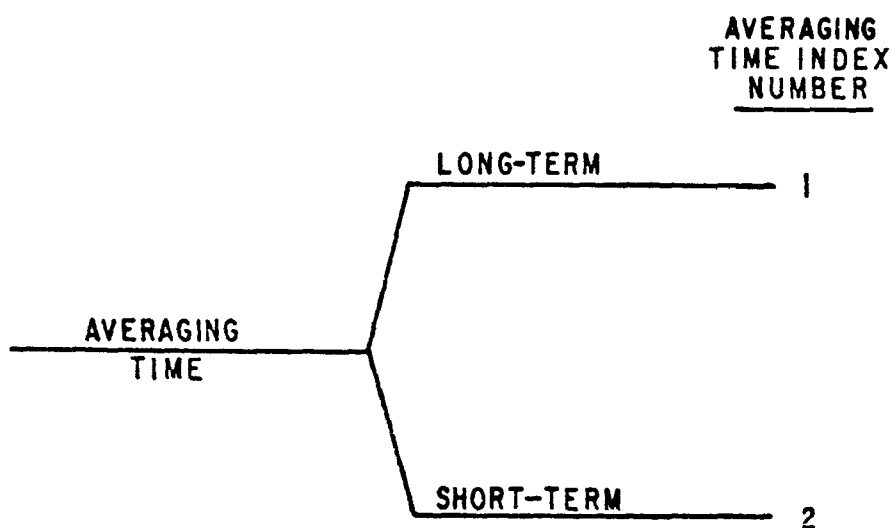 AVERAGING
TIME INDEX
NUMBER
LONG-TERM
1
AVERAGING
TIME
SHORT-TERM
2